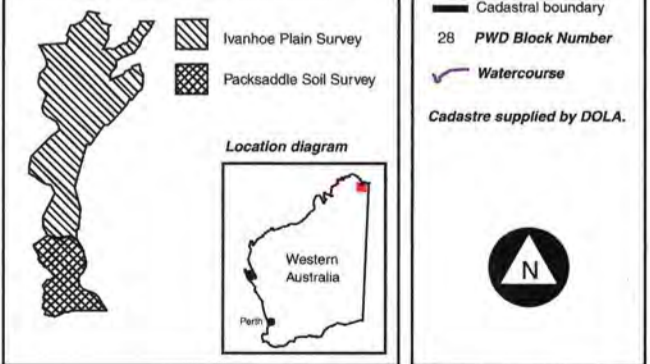 Ivanhoe Plain Survey
Packsaddle Soil Survey
Location diagram
Western
Australia
Perth
Cadastral boundary
28 PWD Block Number
Watercourse
Cadastre supplied by DOLA.
N